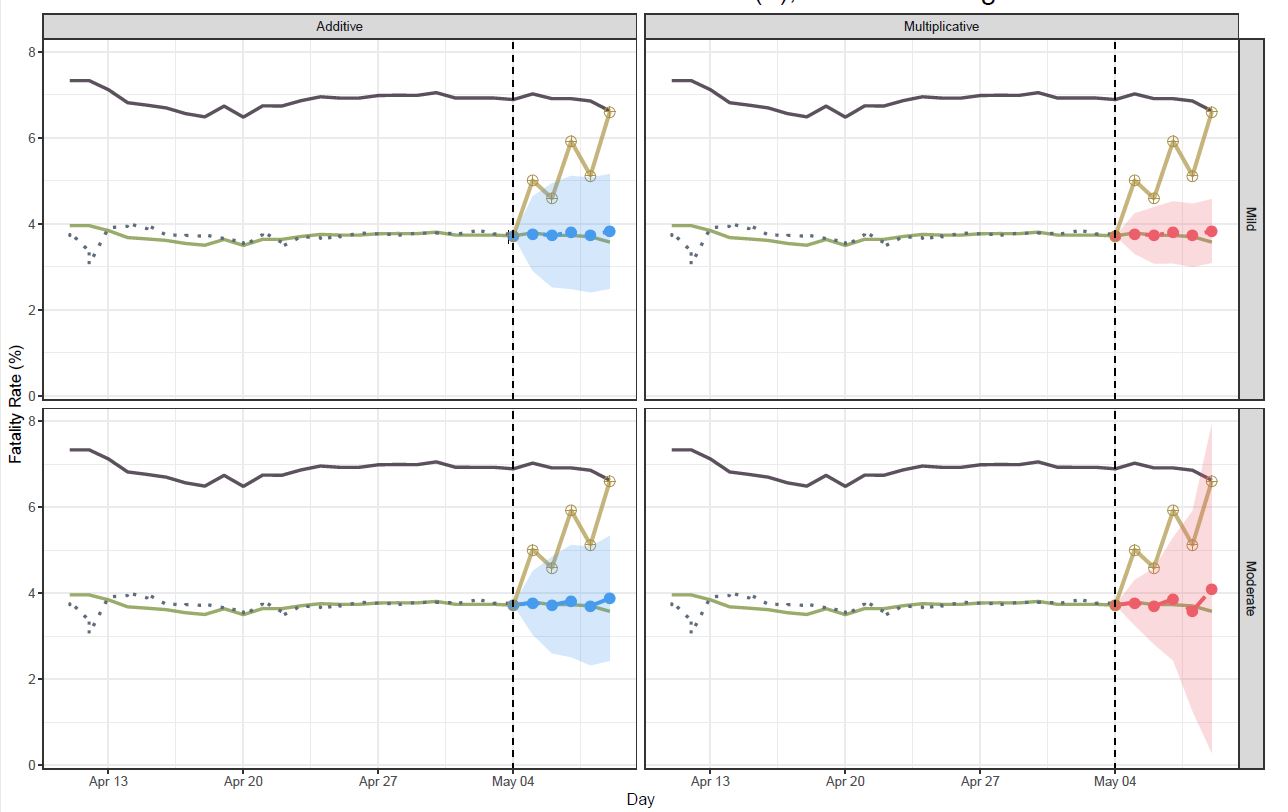 Additive
Multiplicative
8
6
4
2
0
Mild
8
6
4
2
0
Moderate
Fatality Rate (%)
Apr 13
Apr 20
Apr 27
May 04
Apr 13
Apr 20
Apr 27
May 04
Day